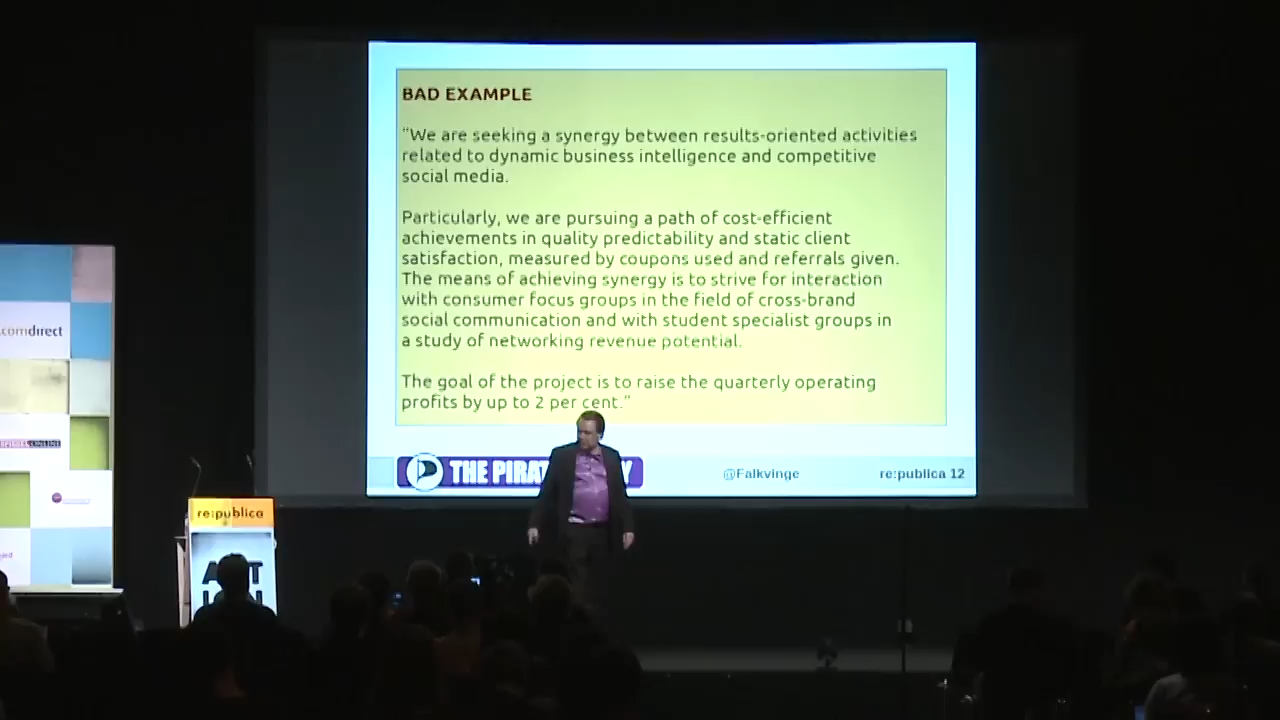 BAD EXAMPLE
"We are seeking a synergy between results-oriented activities
related to dynamic business intelligence and competitive
social media.
Particularly, we are pursuing a path of cost-efficient
achievements in quality predictability and static client
satisfaction, measured by coupons used and referrals given.
The means of achieving synergy is to strive for interaction
with consumer focus groups in the field of cross-brand
social communication and with student specialist groups in
a study of networking revenue potential.
The goal of the project is to raise the quarterly operating
profits by up to 2 per cent."
THE
@Falkvinge
re:publica 12
comdirect
re:publica